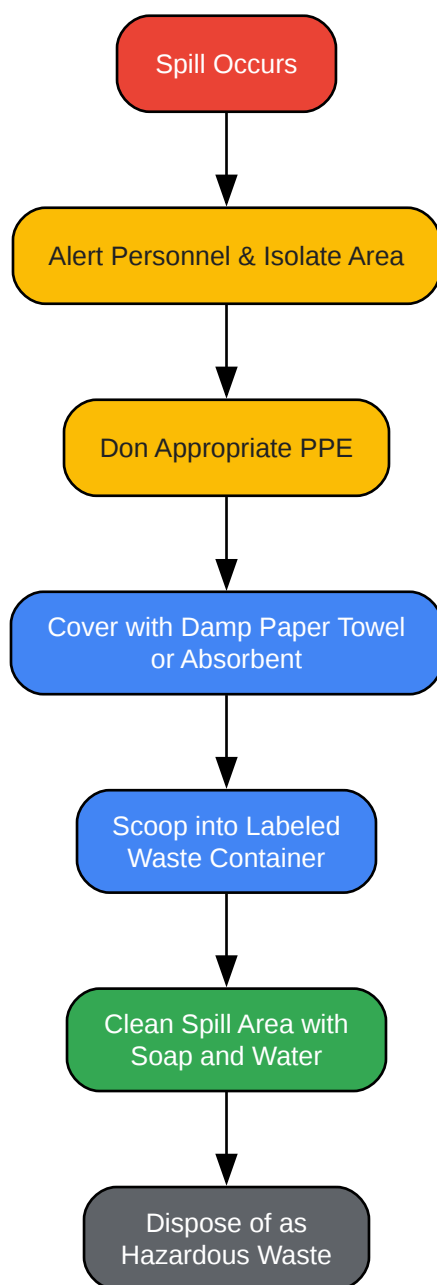 Spill Occurs
Alert Personnel & Isolate Area
Don Appropriate PPE
Cover with Damp Paper Towel
or Absorbent
Scoop into Labeled
Waste Container
Clean Spill Area with
Soap and Water
Dispose of as
Hazardous Waste